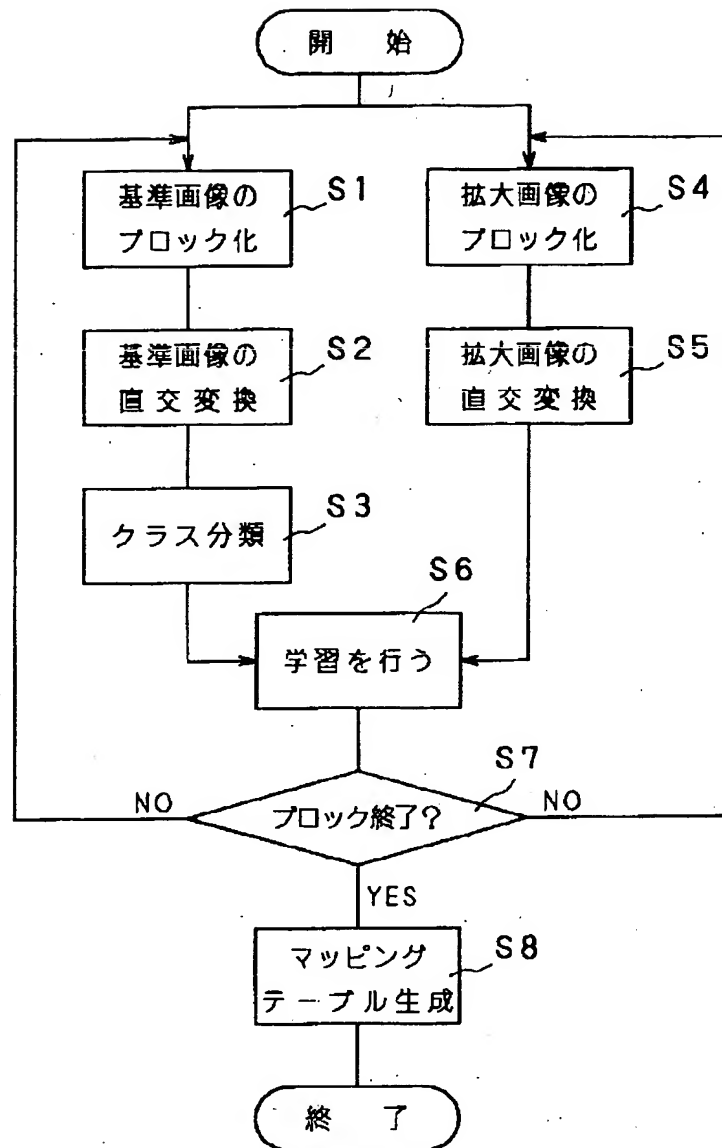 開 始
基準画像の
ブロック化
S1
拡大画像の
ブロック化
S4
基準画像の
直交変換
S2
拡大画像の
直交変換
S5
クラス分類
S3
学習を行う
S6
ブロック終了?
S7
NO
NO
YES
マッピング
テーブル生成
S8
終 了